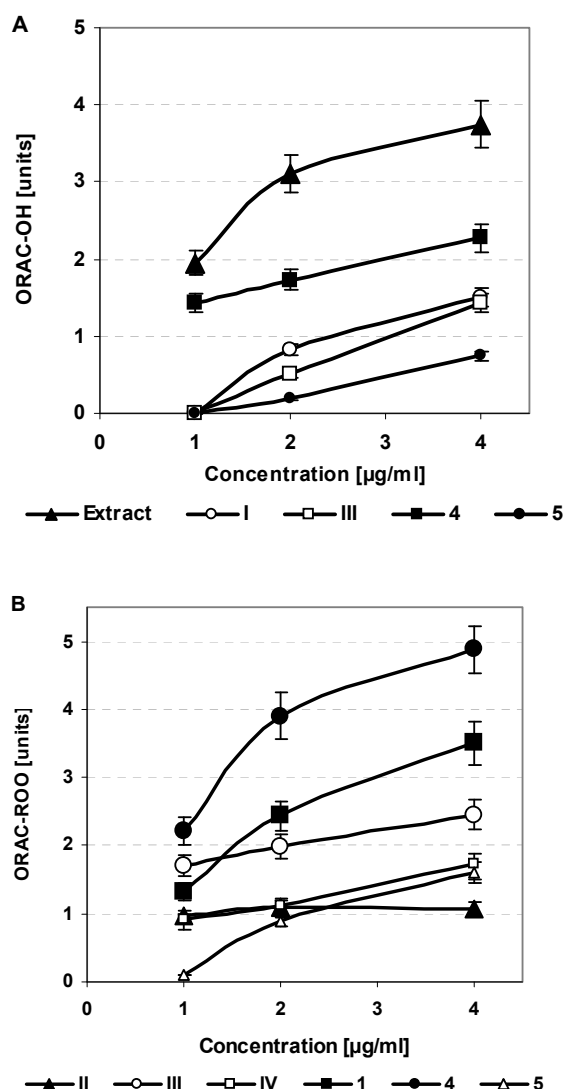 A
5
4
3
2
1
0
ORAC-OH [units]
0 1 2 3 4
Concentration [µg/ml]
Extract I III 4 5
B
5
4
3
2
1
0
ORAC-ROO [units]
0 1 2 3 4
Concentration [µg/ml]
II III IV 1 4 5